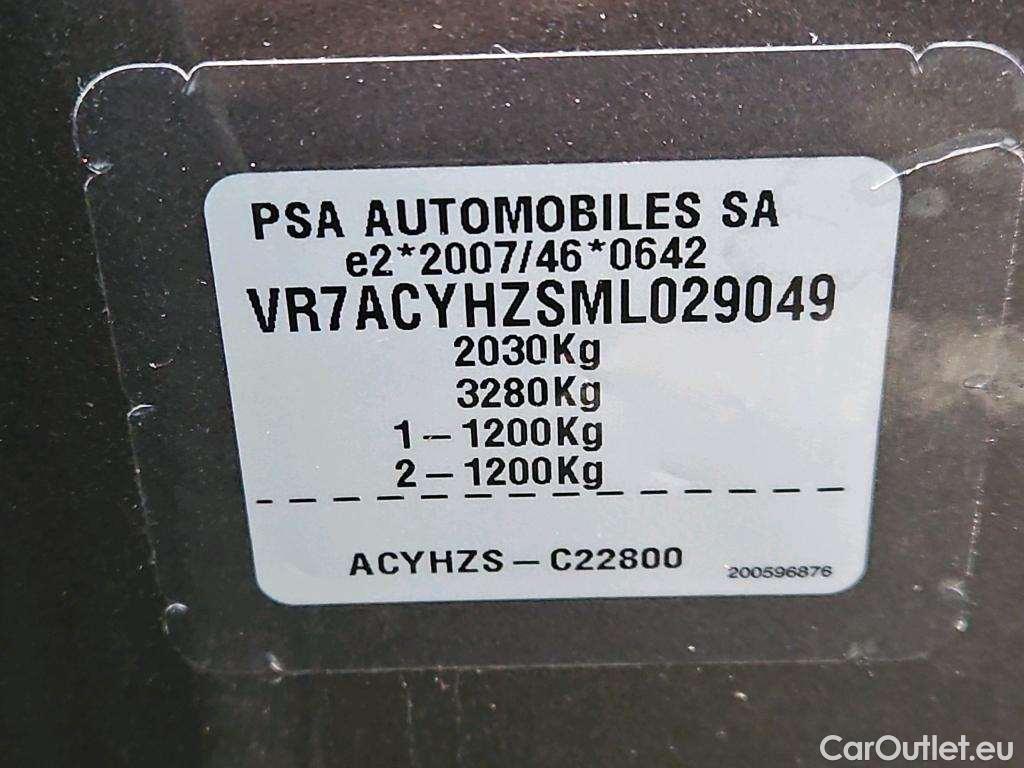 PSA AUTOMOBILES SA
e2*2007/46*0642
VR7ACYHZSML029049
2030Kg
3280Kg
1-1200Kg
2-1200Kg
ACYHZS-C22800
200596876
CarOutlet.eu